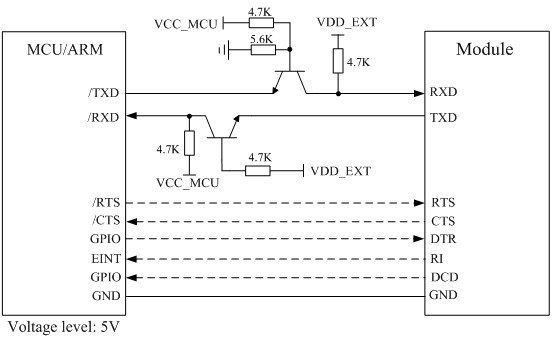 4.7K
VCC_MCU
VDD_EXT
MCU/ARM
5.6K
Module
4.7K
/TXD
RXD
/RXD
TXD
4.7K
4.7K
VDD_EXT
VCC_MCU
/RTS
RTS
/CTS
CTS
GPIO
DTR
EINT
RI
GPIO
DCD
GND
GND
Voltage level: 5V